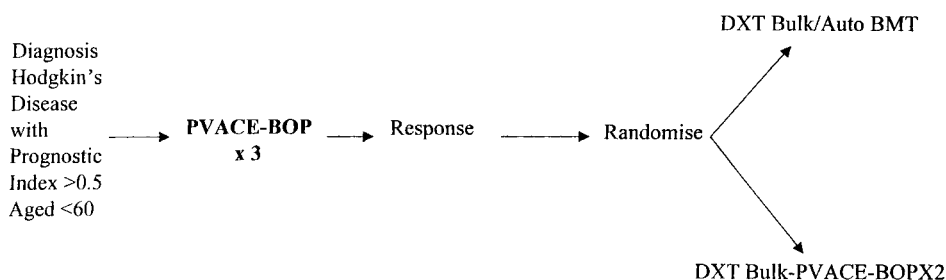 Diagnosis
Hodgkin's
Disease
with
Prognostic
Index >0.5
Aged <60
PVACE-BOP
x 3
Response
Randomise
DXT Bulk/Auto BMT
DXT Bulk-PVACE-BOPX2